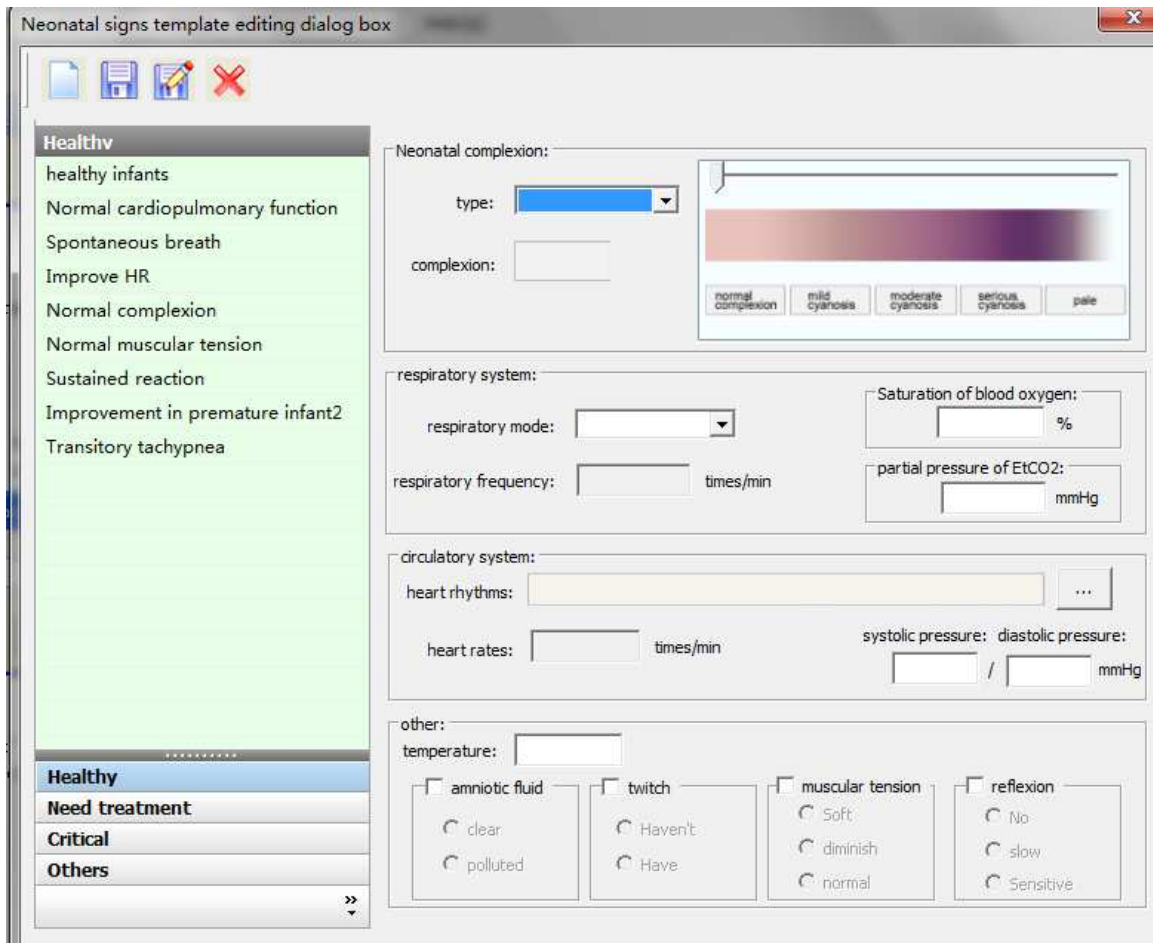 Neonatal signs template editing dialog box
Healthy
healthy infants
Normal cardiopulmonary function
Spontaneous breath
Improve HR
Normal complexion
Normal muscular tension
Sustained reaction
Improvement in premature infant2
Transitory tachypnea
Healthy
Need treatment
Critical
Others
Neonatal complexion:
type:
complexion:
normal complexion
mild cyanosis
moderate cyanosis
serious cyanosis
pale
respiratory system:
respiratory mode:
respiratory frequency: times/min
Saturation of blood oxygen:
%
partial pressure of EtCO2:
mmHg
circulatory system:
heart rhythms: ...
heart rates: times/min
systolic pressure: diastolic pressure:
/ mmHg
other:
temperature:
amniotic fluid
clear
polluted
twitch
Haven't
Have
muscular tension
Soft
diminish
normal
reflexion
No
slow
Sensitive